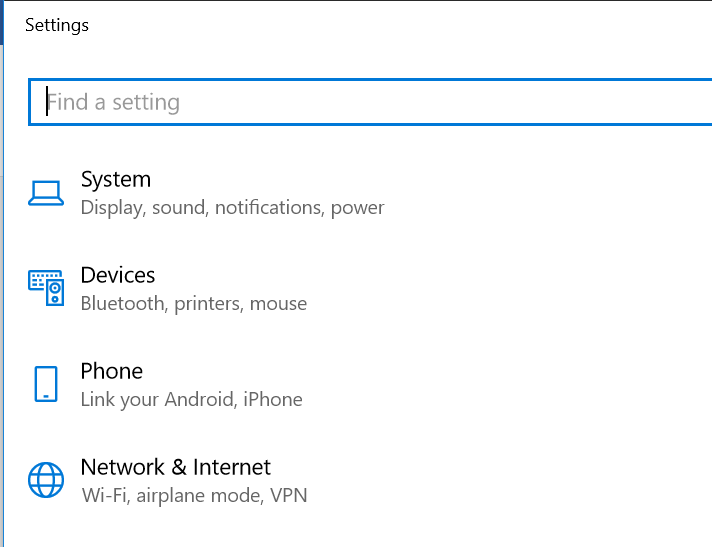 Settings
Find a setting
System
Display, sound, notifications, power
Devices
Bluetooth, printers, mouse
Phone
Link your Android, iPhone
Network & Internet
Wi-Fi, airplane mode, VPN